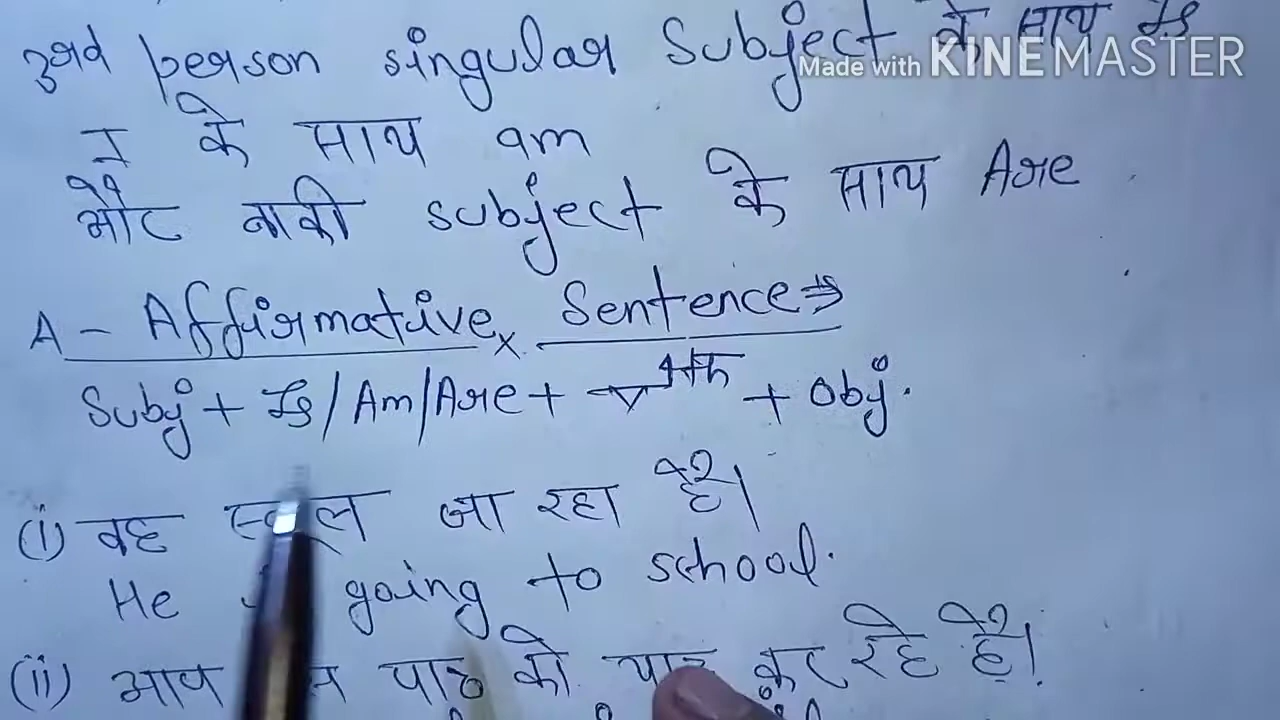 3rd person singular Subject के साथ Is
Made with KINEMASTER
I के साथ am
और बाकी subject के साथ Are
A - Affirmative Sentence ⇒
Subj + Is/Am/Are + V 4th + Obj.
(i) वह स्कूल जा रहा है।
He going to school.
(ii) आप पाठ को याद कर रहे हैं।